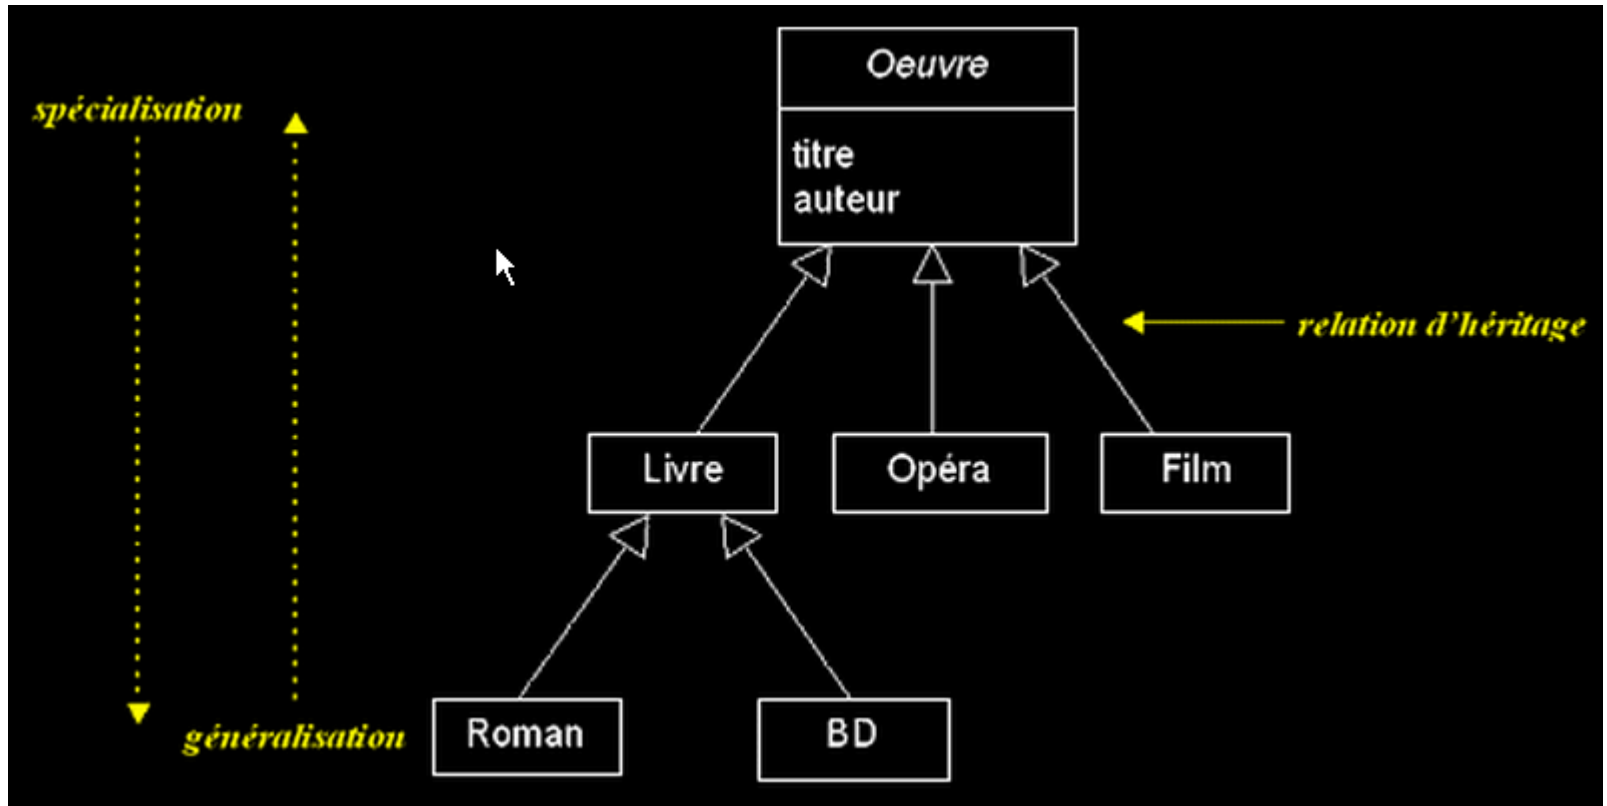 Oeuvre
spécialisation
titre
auteur
relation d'héritage
Livre
Opéra
Film
Roman
BD
généralisation